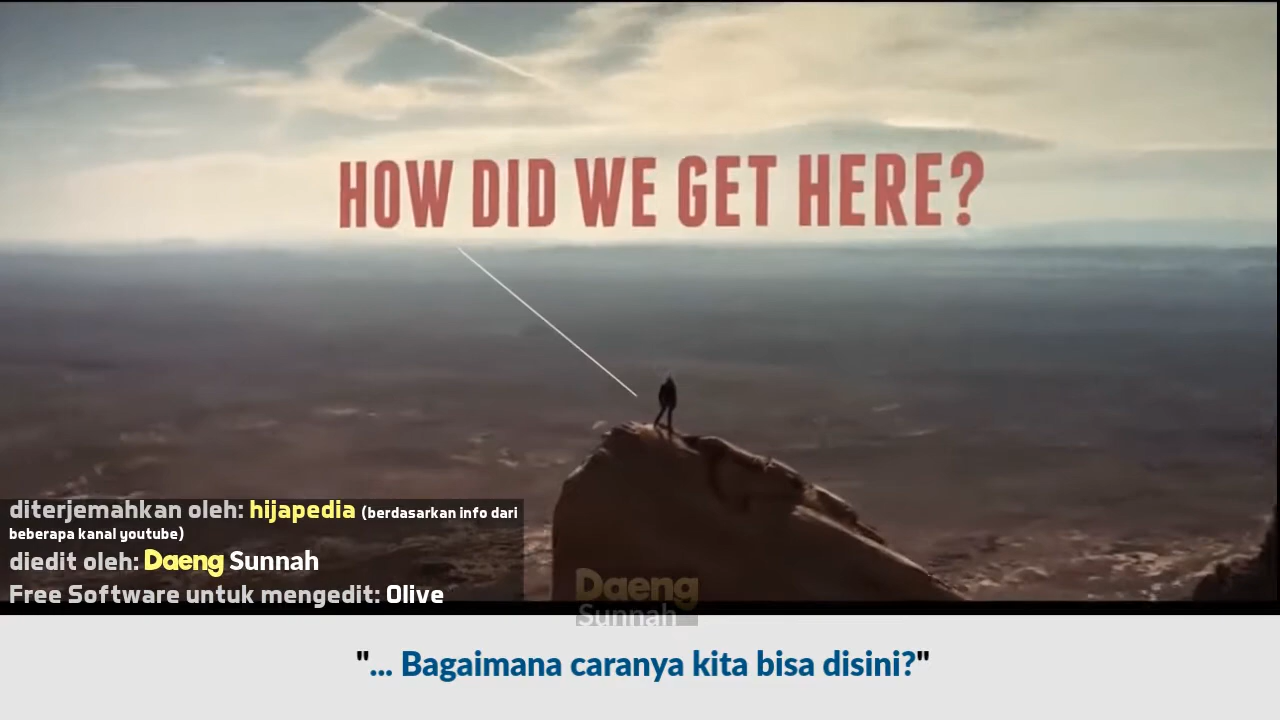 HOW DID WE GET HERE?
diterjemahkan oleh: hijapedia (berdasarkan info dari
beberapa kanal youtube)
diedit oleh: Daeng Sunnah
Free Software untuk mengedit: Olive
Daeng
Sunnah
"... Bagaimana caranya kita bisa disini?"